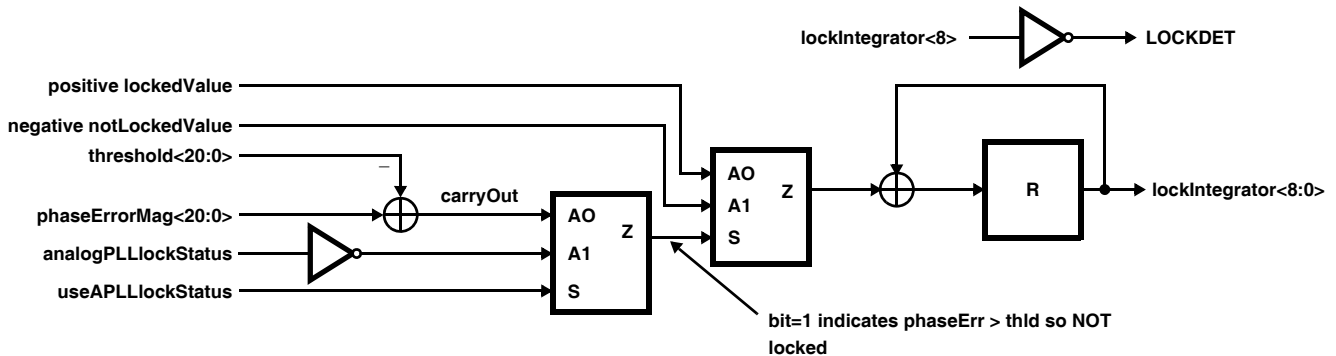 lockIntegrator<8>
LOCKDET
positive lockedValue
negative notLockedValue
threshold<20:0>
–
phaseErrorMag<20:0>
carryOut
analogPLLlockStatus
useAPLLlockStatus
AO
A1
S
Z
AO
A1
S
Z
R
lockIntegrator<8:0>
bit=1 indicates phaseErr > thld so NOT
locked